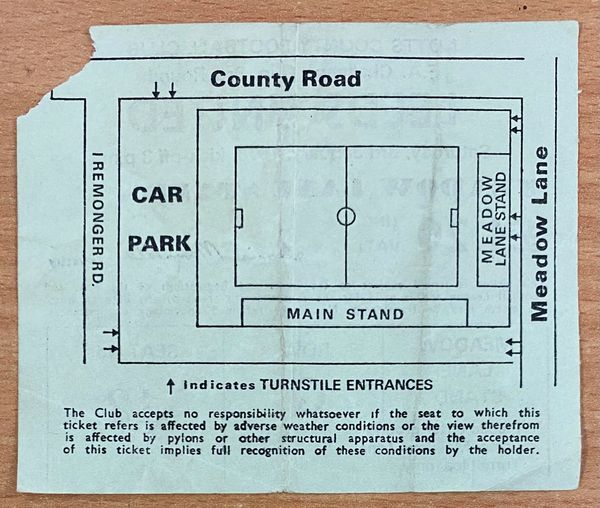 County Road
IREMONGER RD.
CAR
PARK
MEADOW
LANE STAND
Meadow Lane
MAIN STAND
Indicates TURNSTILE ENTRANCES
The Club accepts no responsibility whatsoever if the seat to which this
ticket refers is affected by adverse weather conditions or the view therefrom
is affected by pylons or other structural apparatus and the acceptance
of this ticket implies full recognition of these conditions by the holder.